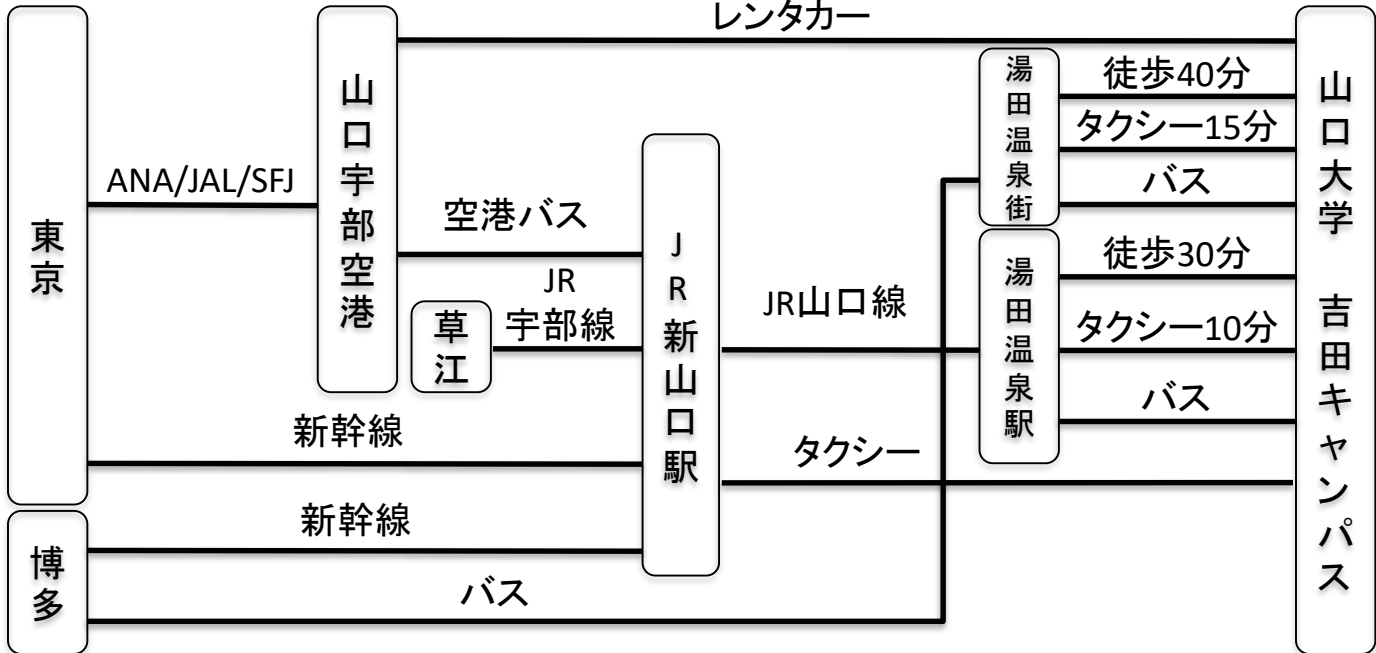 レンタカー
東京
山口宇部空港
湯田温泉街
徒歩40分
山口大学 吉田キャンパス
タクシー15分
ANA/JAL/SFJ
バス
空港バス
JR新山口駅
徒歩30分
湯田温泉駅
JR
宇部線
草江
JR山口線
タクシー10分
バス
新幹線
タクシー
新幹線
博多
バス